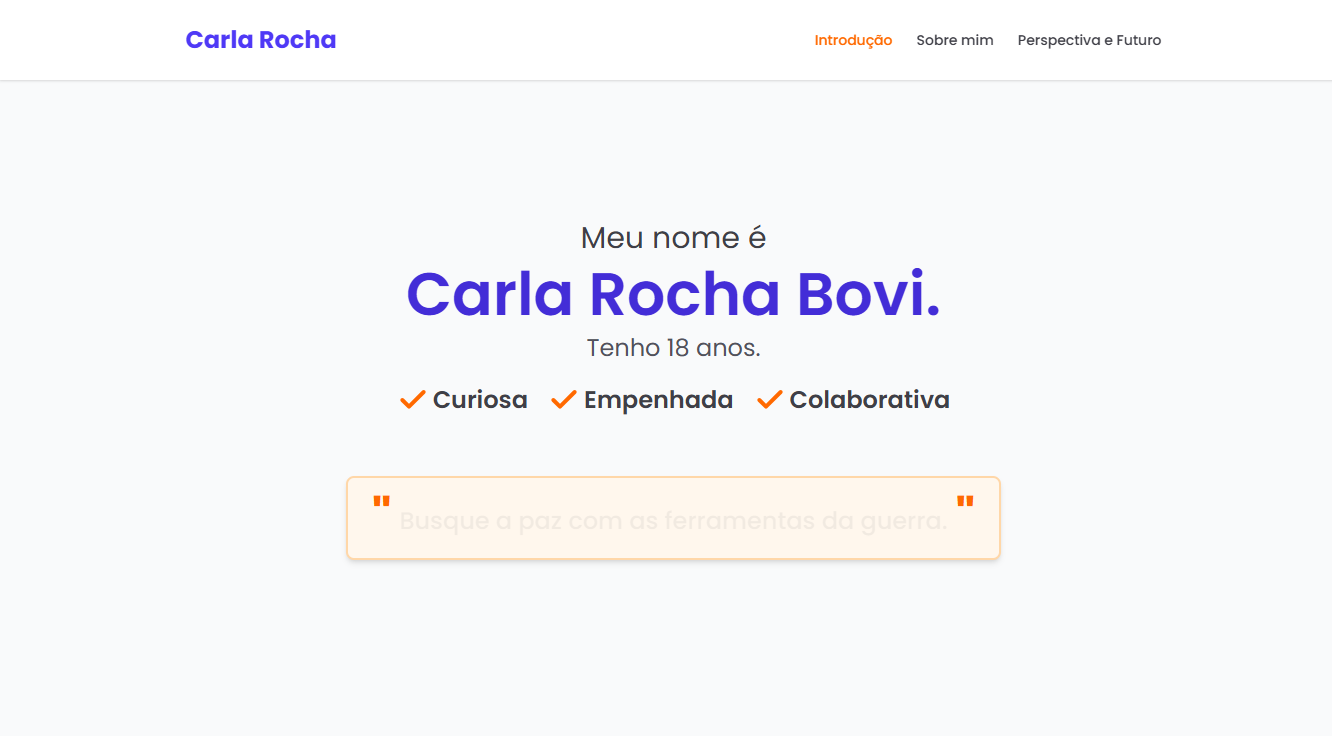 Carla Rocha
Introdução Sobre mim Perspectiva e Futuro
Meu nome é
Carla Rocha Bovi.
Tenho 18 anos.
Curiosa Empenhada Colaborativa
" Busque a paz com as ferramentas da guerra. "